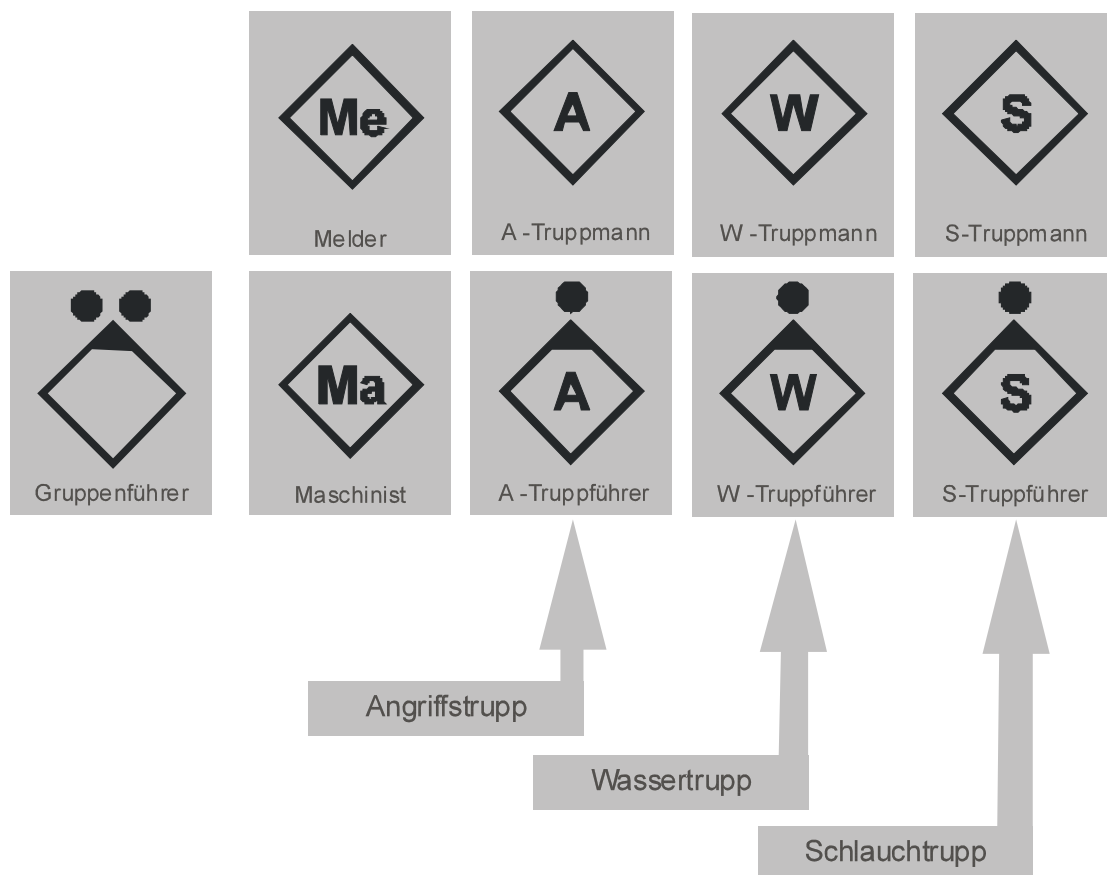 Me
A
W
S
Melder
A-Truppmann
W-Truppmann
S-Truppmann
Ma
A
W
S
Gruppenführer
Maschinist
A-Truppführer
W-Truppführer
S-Truppführer
Angriffstrupp
Wassertrupp
Schlauchtrupp